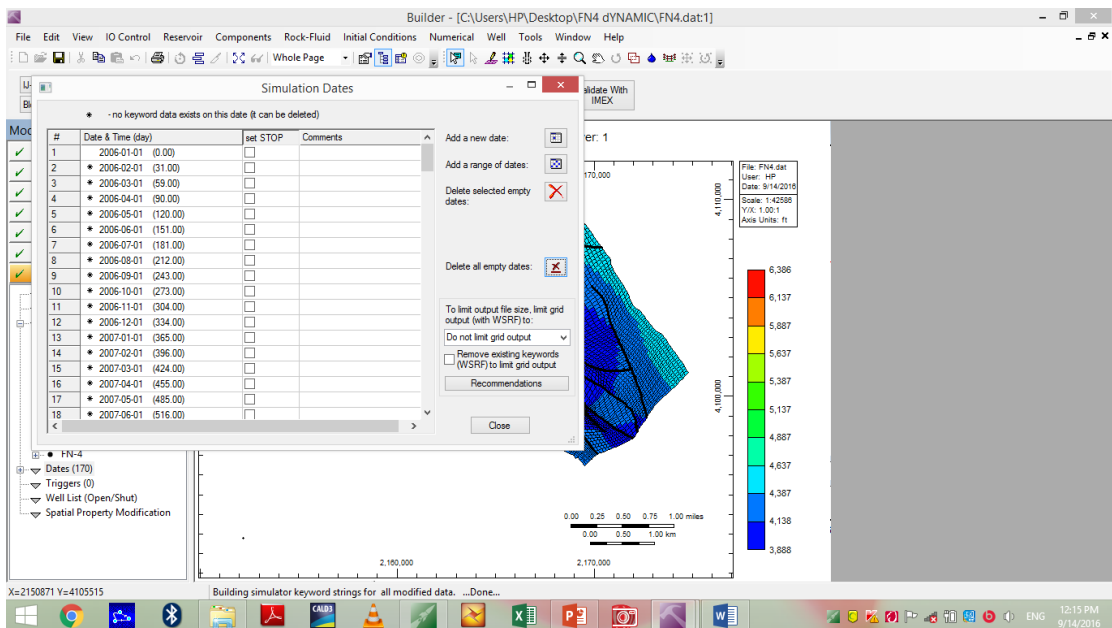 Builder - [C:\Users\HP\Desktop\FN4 dYNAMIC\FN4.dat:1]
File Edit View IO Control Reservoir Components Rock-Fluid Initial Conditions Numerical Well Tools Window Help
Whole Page
Simulation Dates
alidate With
IMEX
* - no keyword data exists on this date (it can be deleted)
# Date & Time (day) set STOP Comments
1 2006-01-01 (0.00)
2 * 2006-02-01 (31.00)
3 * 2006-03-01 (59.00)
4 * 2006-04-01 (90.00)
5 * 2006-05-01 (120.00)
6 * 2006-06-01 (151.00)
7 * 2006-07-01 (181.00)
8 * 2006-08-01 (212.00)
9 * 2006-09-01 (243.00)
10 * 2006-10-01 (273.00)
11 * 2006-11-01 (304.00)
12 * 2006-12-01 (334.00)
13 * 2007-01-01 (365.00)
14 * 2007-02-01 (396.00)
15 * 2007-03-01 (424.00)
16 * 2007-04-01 (455.00)
17 * 2007-05-01 (485.00)
18 * 2007-06-01 (516.00)
Add a new date:
Add a range of dates:
Delete selected empty
dates:
Delete all empty dates:
To limit output file size, limit grid
output (with WSRF) to:
Do not limit grid output
Remove existing keywords
(WSRF) to limit grid output
Recommendations
Close
Mod
er: 1
170,000
4,110,000
4,100,000
File: FN4.dat
User: HP
Date: 9/14/2016
Scale: 1:42586
Y/X: 1.00:1
Axis Units: ft
6,386
6,137
5,887
5,637
5,387
5,137
4,887
4,637
4,387
4,138
3,888
FN-4
Dates (170)
Triggers (0)
Well List (Open/Shut)
Spatial Property Modification
0.00 0.25 0.50 0.75 1.00 miles
0.00 0.50 1.00 km
2,160,000
2,170,000
X=2150871 Y=4105515
Building simulator keyword strings for all modified data. ...Done...
CALD3
ENG
12:15 PM
9/14/2016